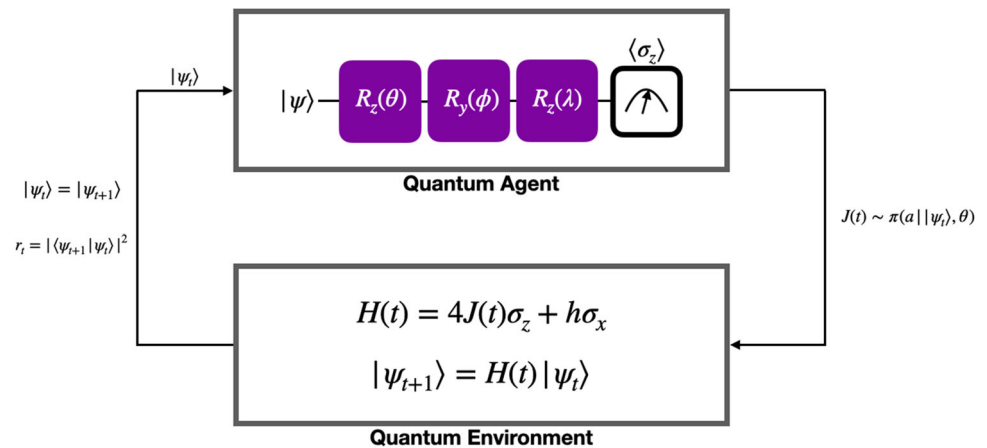 ⟨σ_z⟩
|ψ_t⟩
|ψ⟩ R_z(θ) R_y(ϕ) R_z(λ)
Quantum Agent
|ψ_t⟩ = |ψ_{t+1}⟩
r_t = |⟨ψ_{t+1}|ψ_t⟩|²
J(t) ∼ π(a||ψ_t⟩, θ)
H(t) = 4J(t)σ_z + hσ_x
|ψ_{t+1}⟩ = H(t)|ψ_t⟩
Quantum Environment